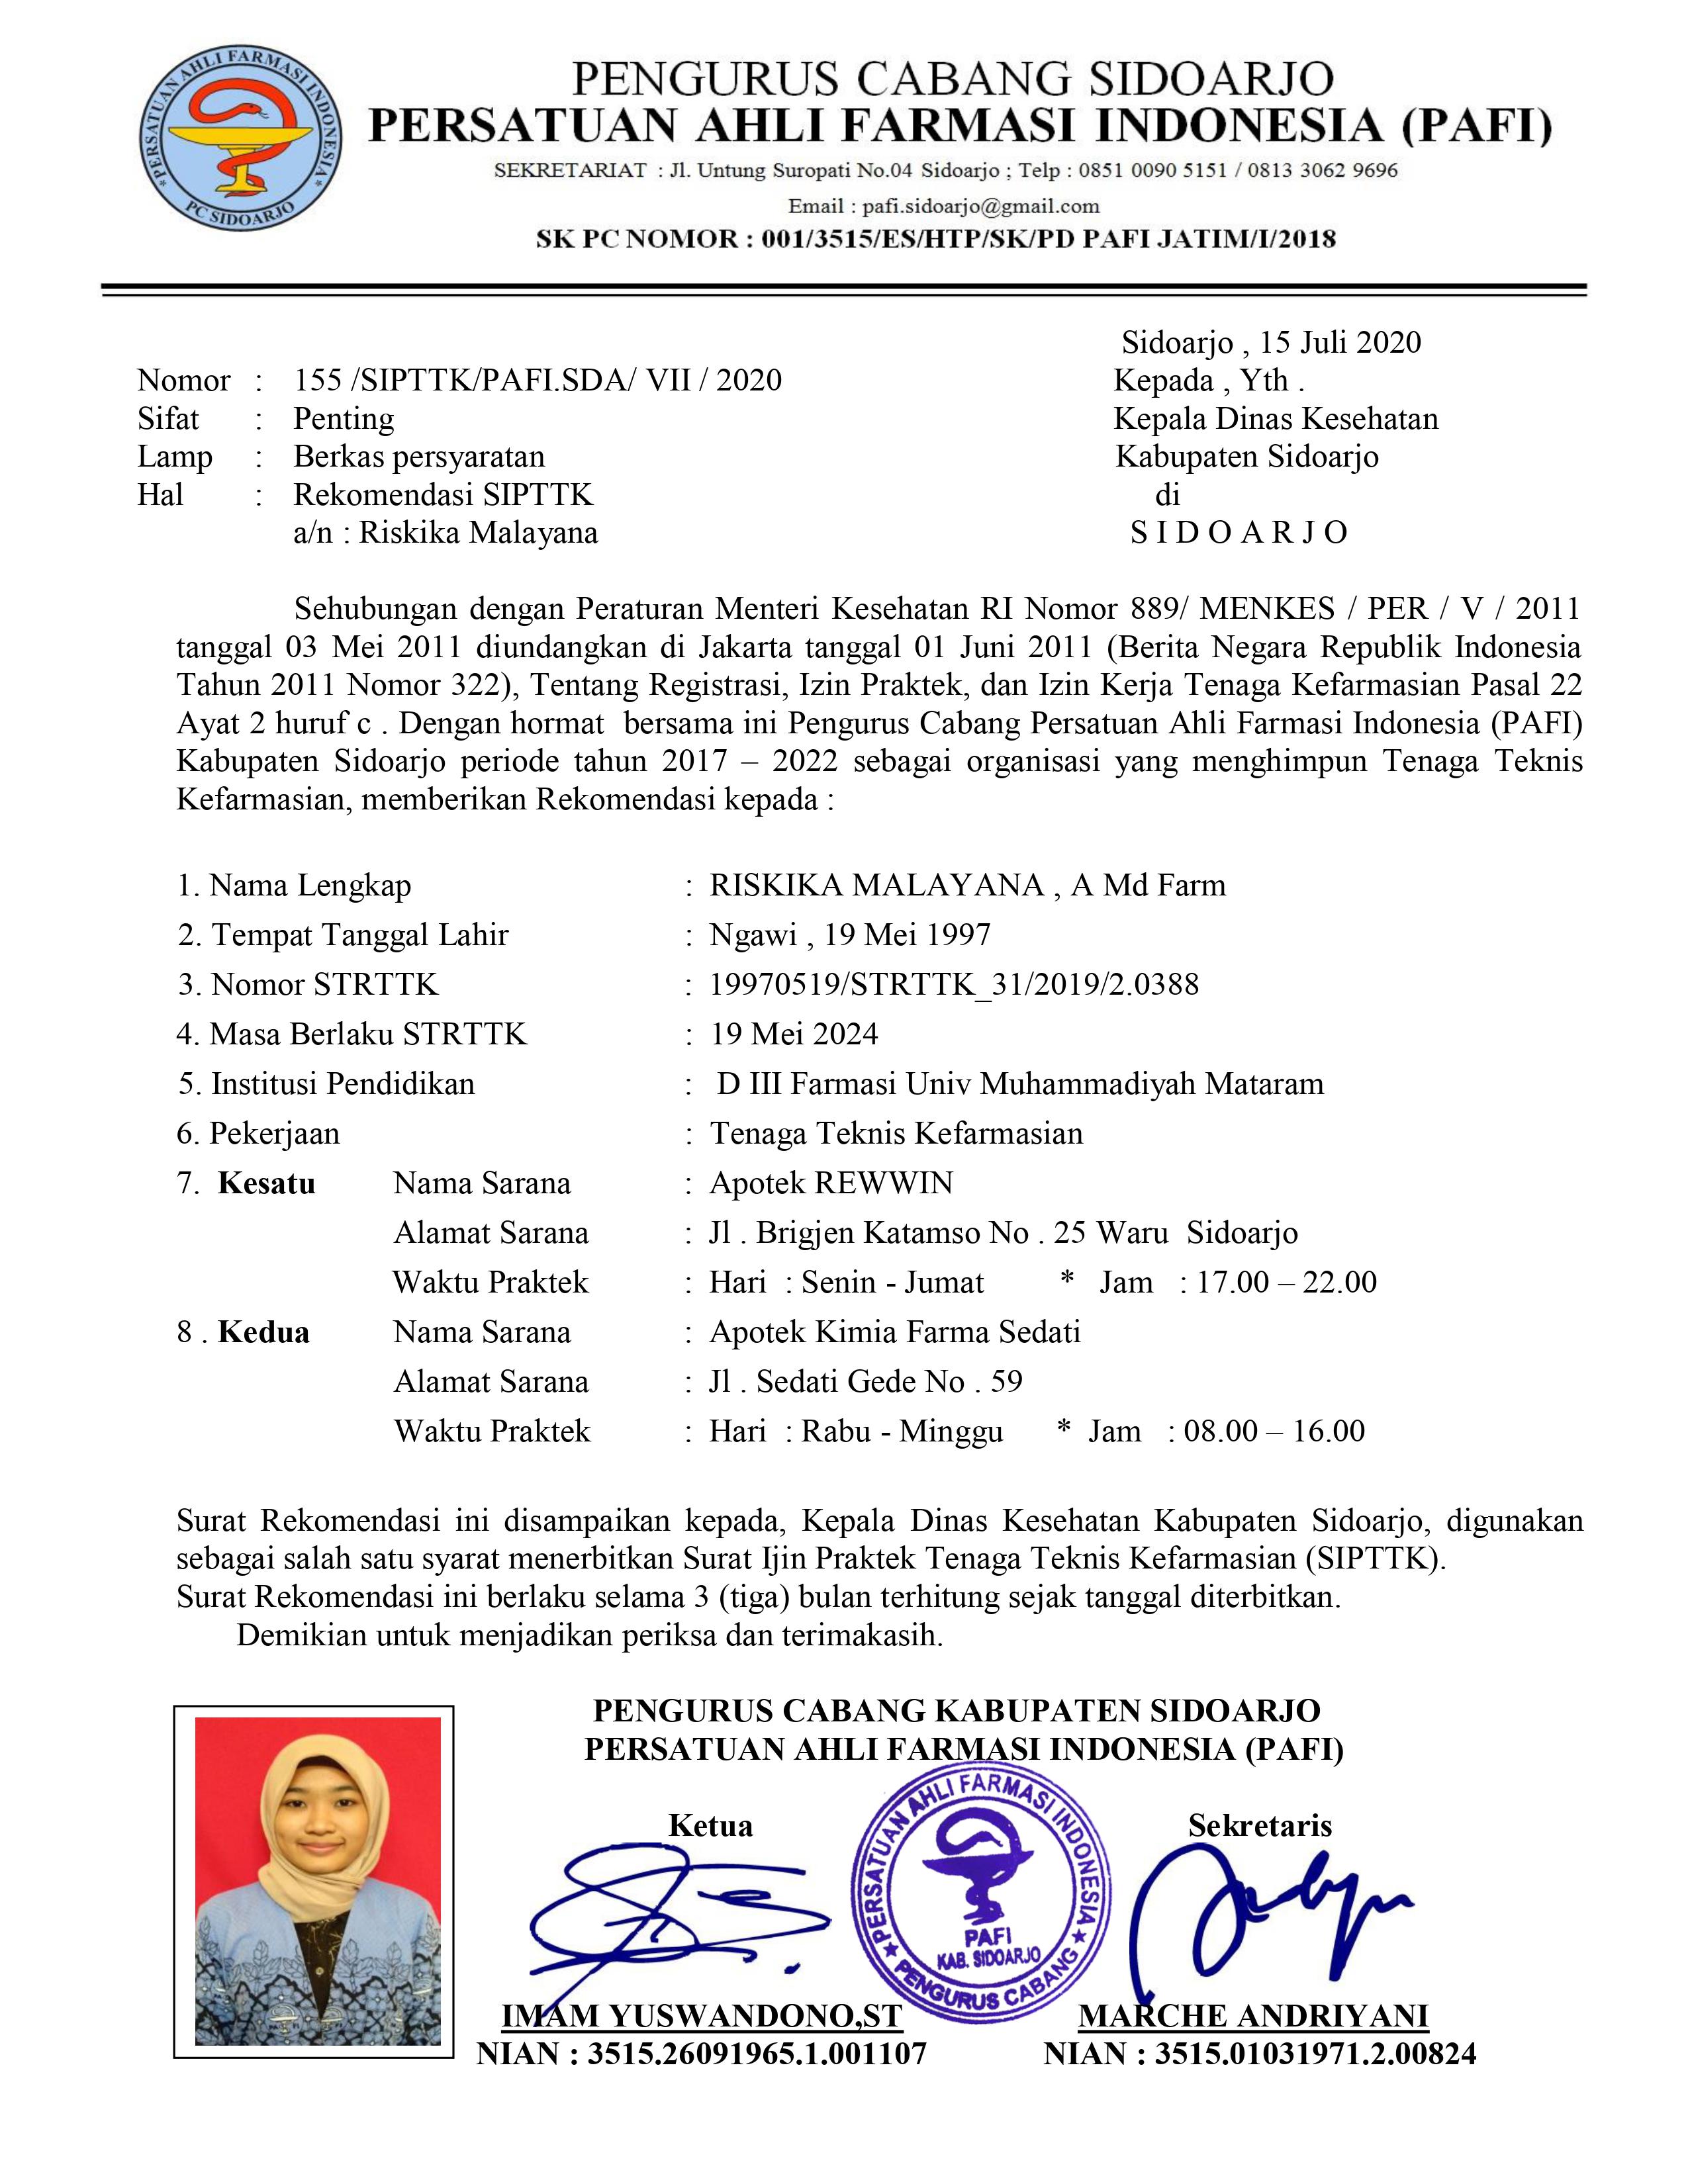 PERSATUAN AHLI FARMASI INDONESIA
PC SIDOARJO
PENGURUS CABANG SIDOARJO
PERSATUAN AHLI FARMASI INDONESIA (PAFI)
SEKRETARIAT : Jl. Untung Suropati No.04 Sidoarjo ; Telp : 0851 0090 5151 / 0813 3062 9696
Email : pafi.sidoarjo@gmail.com
SK PC NOMOR : 001/3515/ES/HTP/SK/PD PAFI JATIM/I/2018
Sidoarjo , 15 Juli 2020
Nomor : 155 /SIPTTK/PAFI.SDA/ VII / 2020 Kepada , Yth .
Sifat : Penting Kepala Dinas Kesehatan
Lamp : Berkas persyaratan Kabupaten Sidoarjo
Hal : Rekomendasi SIPTTK di
a/n : Riskika Malayana S I D O A R J O
Sehubungan dengan Peraturan Menteri Kesehatan RI Nomor 889/ MENKES / PER / V / 2011
tanggal 03 Mei 2011 diundangkan di Jakarta tanggal 01 Juni 2011 (Berita Negara Republik Indonesia
Tahun 2011 Nomor 322), Tentang Registrasi, Izin Praktek, dan Izin Kerja Tenaga Kefarmasian Pasal 22
Ayat 2 huruf c . Dengan hormat bersama ini Pengurus Cabang Persatuan Ahli Farmasi Indonesia (PAFI)
Kabupaten Sidoarjo periode tahun 2017 – 2022 sebagai organisasi yang menghimpun Tenaga Teknis
Kefarmasian, memberikan Rekomendasi kepada :
1. Nama Lengkap : RISKIKA MALAYANA , A Md Farm
2. Tempat Tanggal Lahir : Ngawi , 19 Mei 1997
3. Nomor STRTTK : 19970519/STRTTK_31/2019/2.0388
4. Masa Berlaku STRTTK : 19 Mei 2024
5. Institusi Pendidikan : D III Farmasi Univ Muhammadiyah Mataram
6. Pekerjaan : Tenaga Teknis Kefarmasian
7. Kesatu Nama Sarana : Apotek REWWIN
Alamat Sarana : Jl . Brigjen Katamso No . 25 Waru Sidoarjo
Waktu Praktek : Hari : Senin - Jumat * Jam : 17.00 – 22.00
8 . Kedua Nama Sarana : Apotek Kimia Farma Sedati
Alamat Sarana : Jl . Sedati Gede No . 59
Waktu Praktek : Hari : Rabu - Minggu * Jam : 08.00 – 16.00
Surat Rekomendasi ini disampaikan kepada, Kepala Dinas Kesehatan Kabupaten Sidoarjo, digunakan
sebagai salah satu syarat menerbitkan Surat Ijin Praktek Tenaga Teknis Kefarmasian (SIPTTK).
Surat Rekomendasi ini berlaku selama 3 (tiga) bulan terhitung sejak tanggal diterbitkan.
Demikian untuk menjadikan periksa dan terimakasih.
PENGURUS CABANG KABUPATEN SIDOARJO
PERSATUAN AHLI FARMASI INDONESIA (PAFI)
Ketua Sekretaris
PERSATUAN AHLI FARMASI INDONESIA
PAFI
KAB. SIDOARJO
PENGURUS CABANG
IMAM YUSWANDONO,ST MARCHE ANDRIYANI
NIAN : 3515.26091965.1.001107 NIAN : 3515.01031971.2.00824